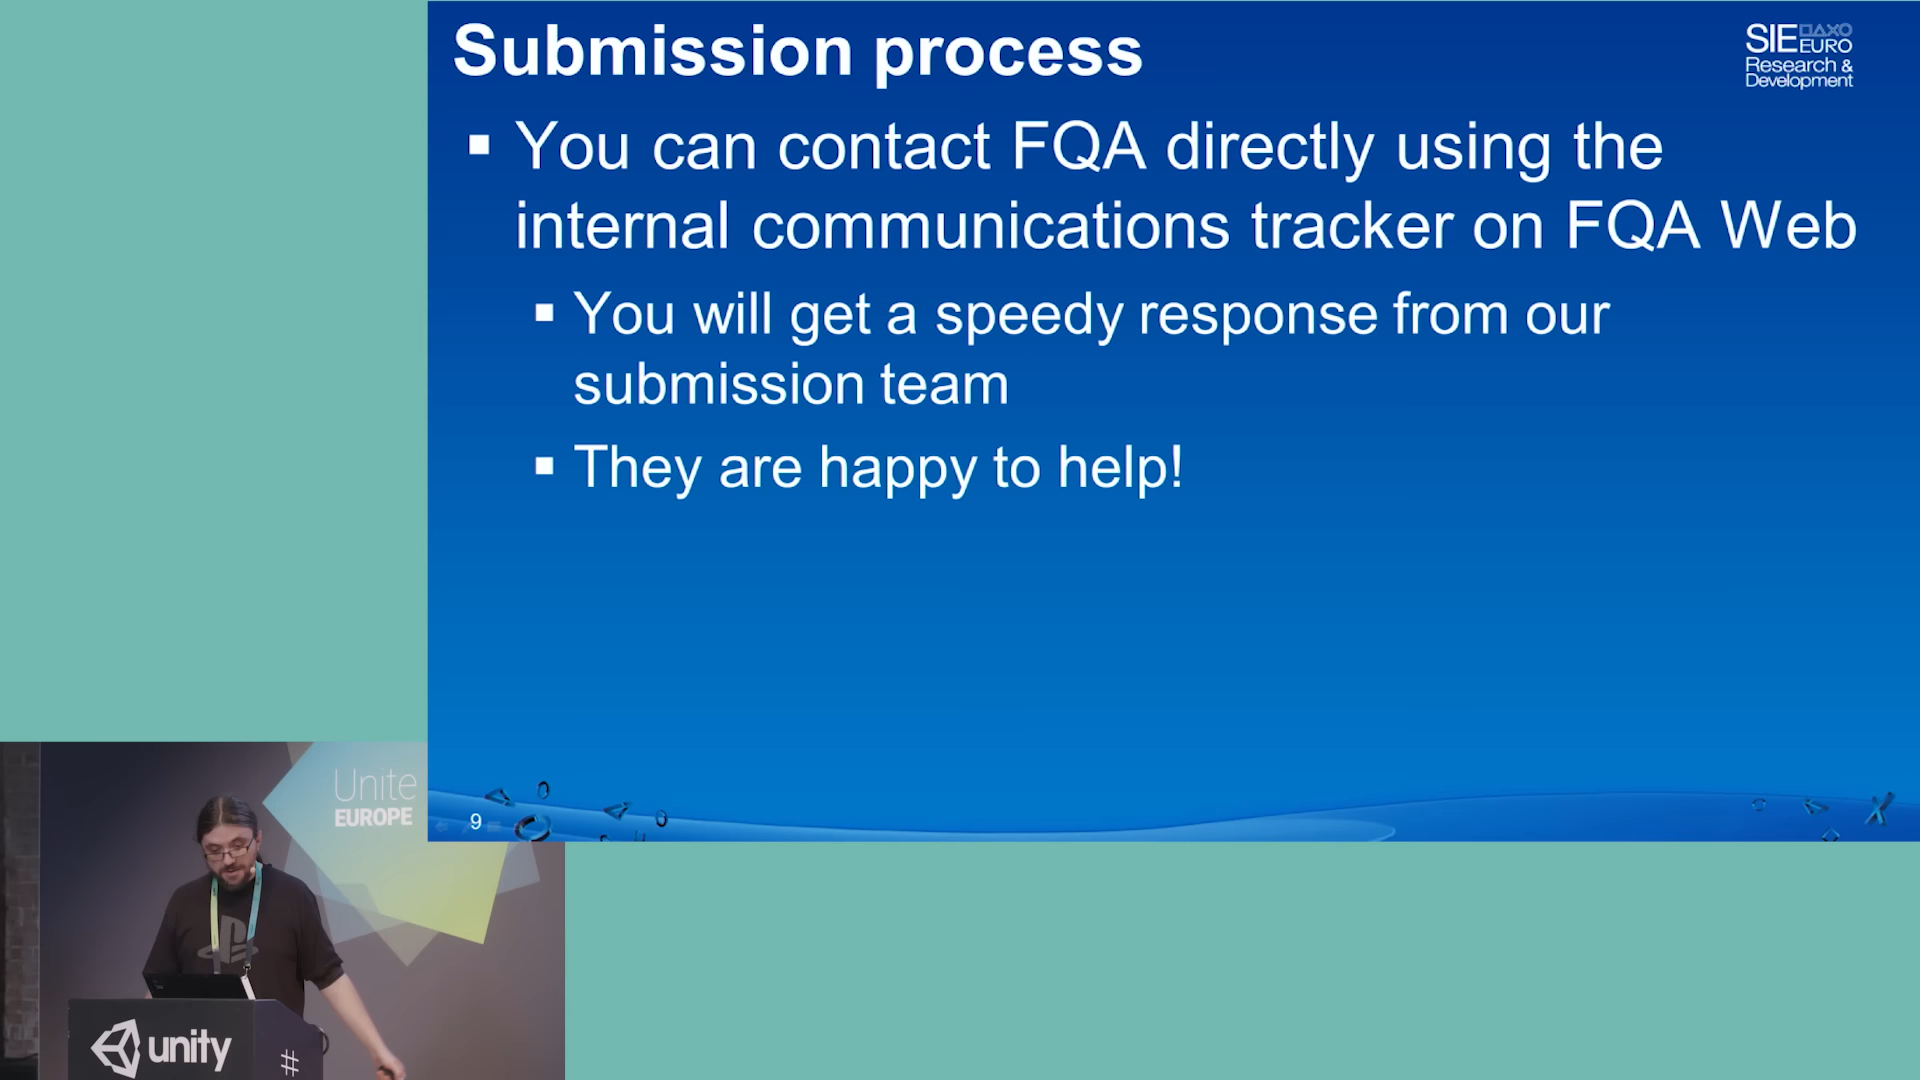 Submission process
SIE
EURO
Research &
Development
▪ You can contact FQA directly using the
internal communications tracker on FQA Web
▪ You will get a speedy response from our
submission team
▪ They are happy to help!
9
Unite
EUROPE
unity
#